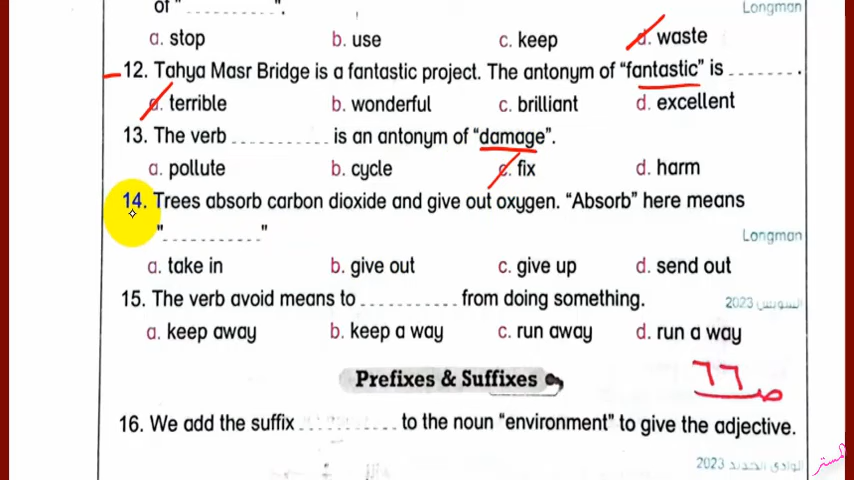 of "..........".
Longman
a. stop b. use c. keep d. waste
12. Tahya Masr Bridge is a fantastic project. The antonym of “fantastic” is ........ .
a. terrible b. wonderful c. brilliant d. excellent
13. The verb ........... is an antonym of “damage”.
a. pollute b. cycle c. fix d. harm
14. Trees absorb carbon dioxide and give out oxygen. “Absorb” here means
"..........."
Longman
a. take in b. give out c. give up d. send out
15. The verb avoid means to ........... from doing something.
السويس 2023
a. keep away b. keep a way c. run away d. run a way
ص ٦٦
Prefixes & Suffixes
16. We add the suffix ........... to the noun “environment” to give the adjective.
الوادي الجديد 2023